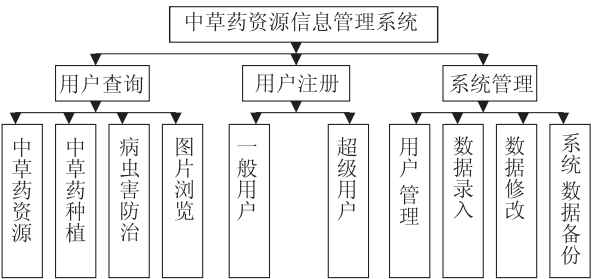 中草药资源信息管理系统
用户查询
用户注册
系统管理
中草药资源
中草药种植
病虫害防治
图片浏览
一般用户
超级用户
用户 管理
数据录入
数据修改
系统 数据备份